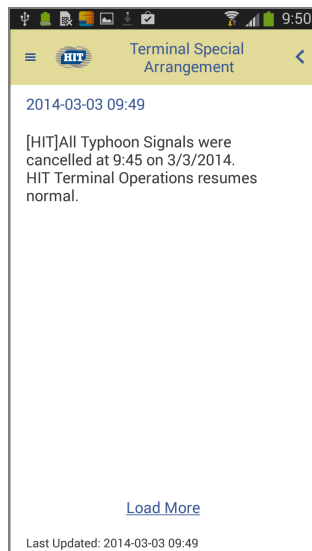 9:50
HIT
Terminal Special
Arrangement
2014-03-03 09:49
[HIT]All Typhoon Signals were
cancelled at 9:45 on 3/3/2014.
HIT Terminal Operations resumes
normal.
Load More
Last Updated: 2014-03-03 09:49